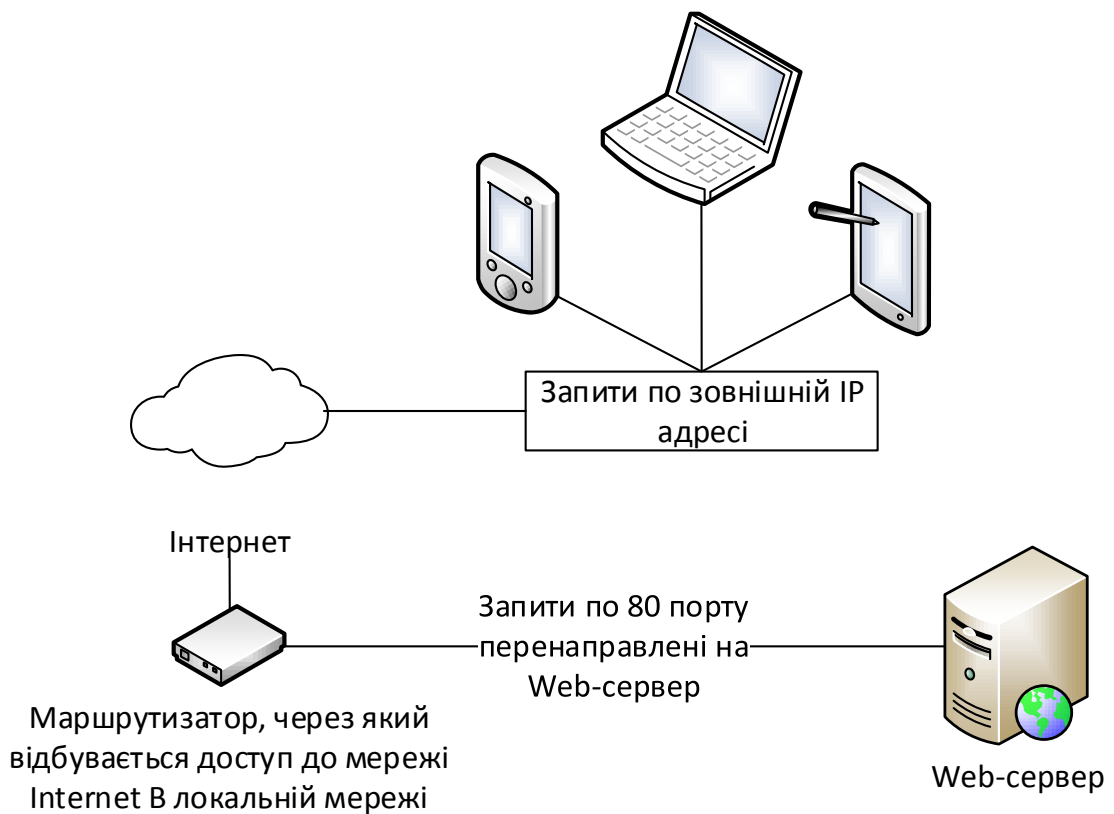 Запити по зовнішній IP
адресі
Інтернет
Запити по 80 порту
перенаправлені на
Web-сервер
Маршрутизатор, через який
відбувається доступ до мережі
Internet В локальній мережі
Web-сервер